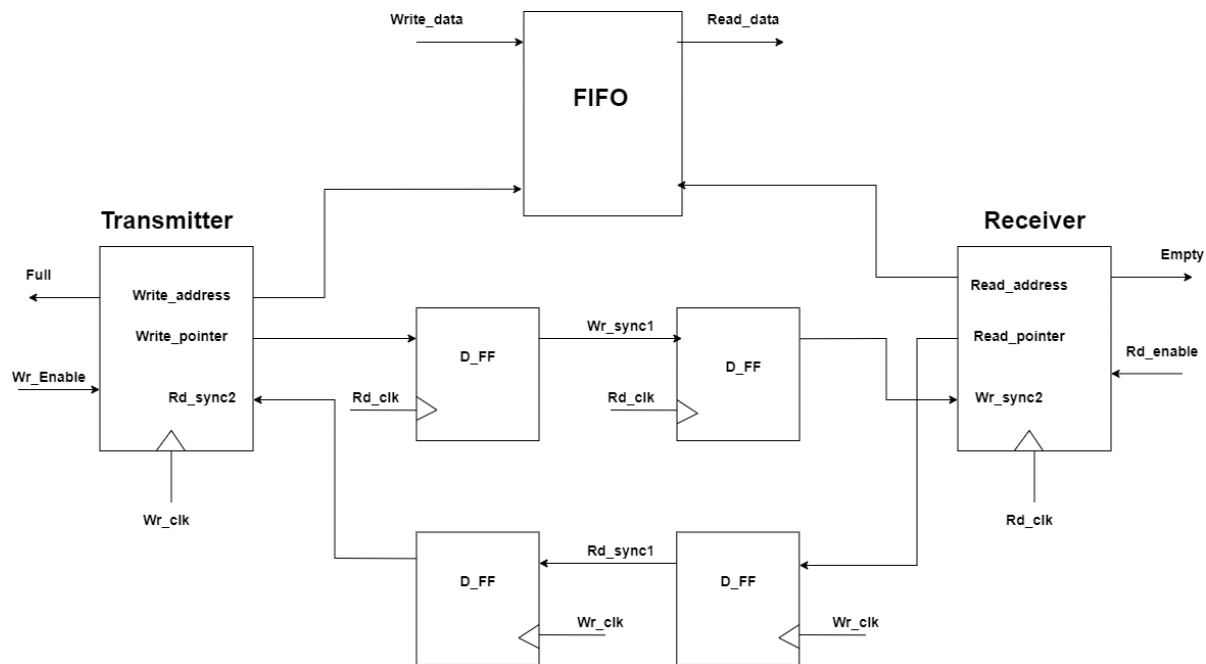 Write_data
Read_data
FIFO
Transmitter
Receiver
Full
Empty
Write_address
Read_address
Write_pointer
Wr_sync1
Read_pointer
D_FF
D_FF
Rd_enable
Wr_Enable
Rd_sync2
Rd_clk
Rd_clk
Wr_sync2
Wr_clk
Rd_clk
Rd_sync1
D_FF
D_FF
Wr_clk
Wr_clk